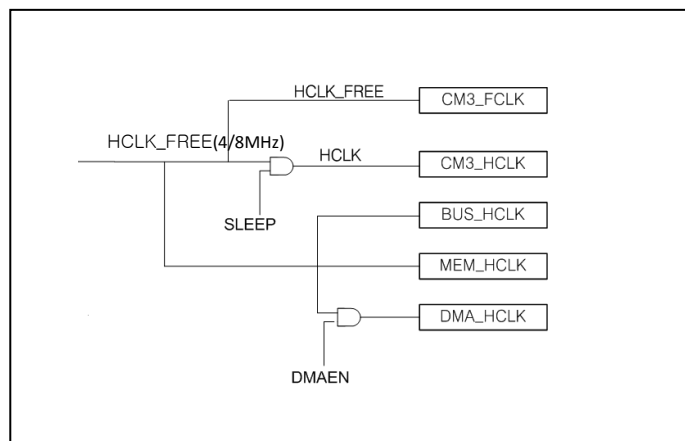 HCLK_FREE
CM3_FCLK
HCLK_FREE(4/8MHz)
HCLK
CM3_HCLK
SLEEP
BUS_HCLK
MEM_HCLK
DMA_HCLK
DMAEN